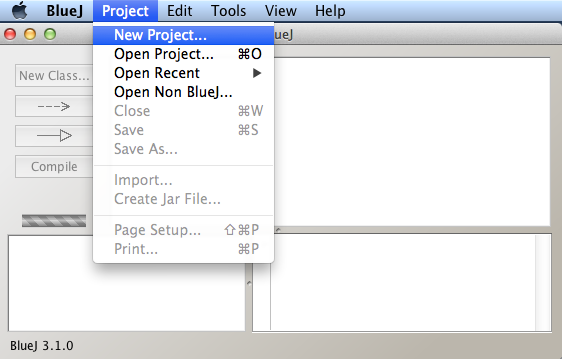 BlueJ Project Edit Tools View Help
New Project...
Open Project... ⌘O
Open Recent ▶
Open Non BlueJ...
Close ⌘W
Save ⌘S
Save As...
Import...
Create Jar File...
Page Setup... ⇧⌘P
Print... ⌘P
ueJ
New Class...
Compile
BlueJ 3.1.0